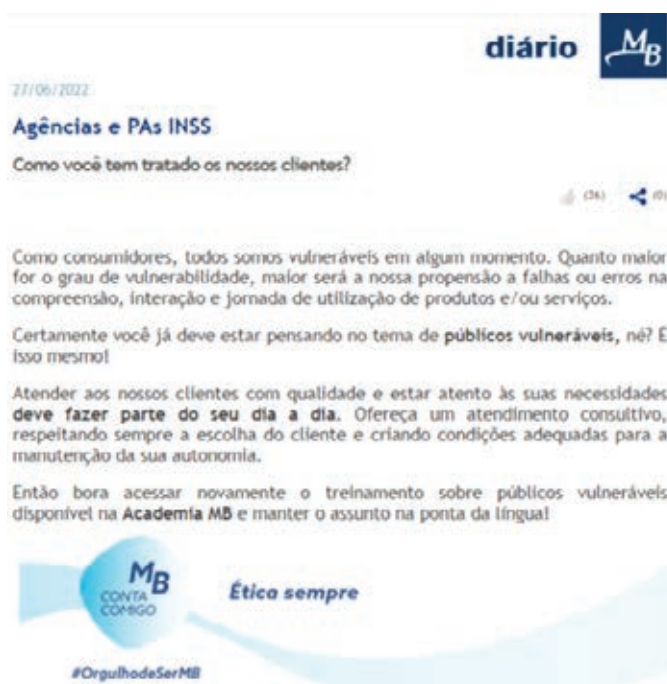 diário MB
27/06/2022
Agências e PAs INSS
Como você tem tratado os nossos clientes?
(26) (0)
Como consumidores, todos somos vulneráveis em algum momento. Quanto maior
for o grau de vulnerabilidade, maior será a nossa propensão a falhas ou erros na
compreensão, interação e jornada de utilização de produtos e/ou serviços.
Certamente você já deve estar pensando no tema de públicos vulneráveis, né? É
isso mesmo!
Atender aos nossos clientes com qualidade e estar atento às suas necessidades
deve fazer parte do seu dia a dia. Ofereça um atendimento consultivo,
respeitando sempre a escolha do cliente e criando condições adequadas para a
manutenção da sua autonomia.
Então bora acessar novamente o treinamento sobre públicos vulneráveis
disponível na Academia MB e manter o assunto na ponta da língua!
MB
CONTA
COMIGO
Ética sempre
#OrgulhodeSerMB